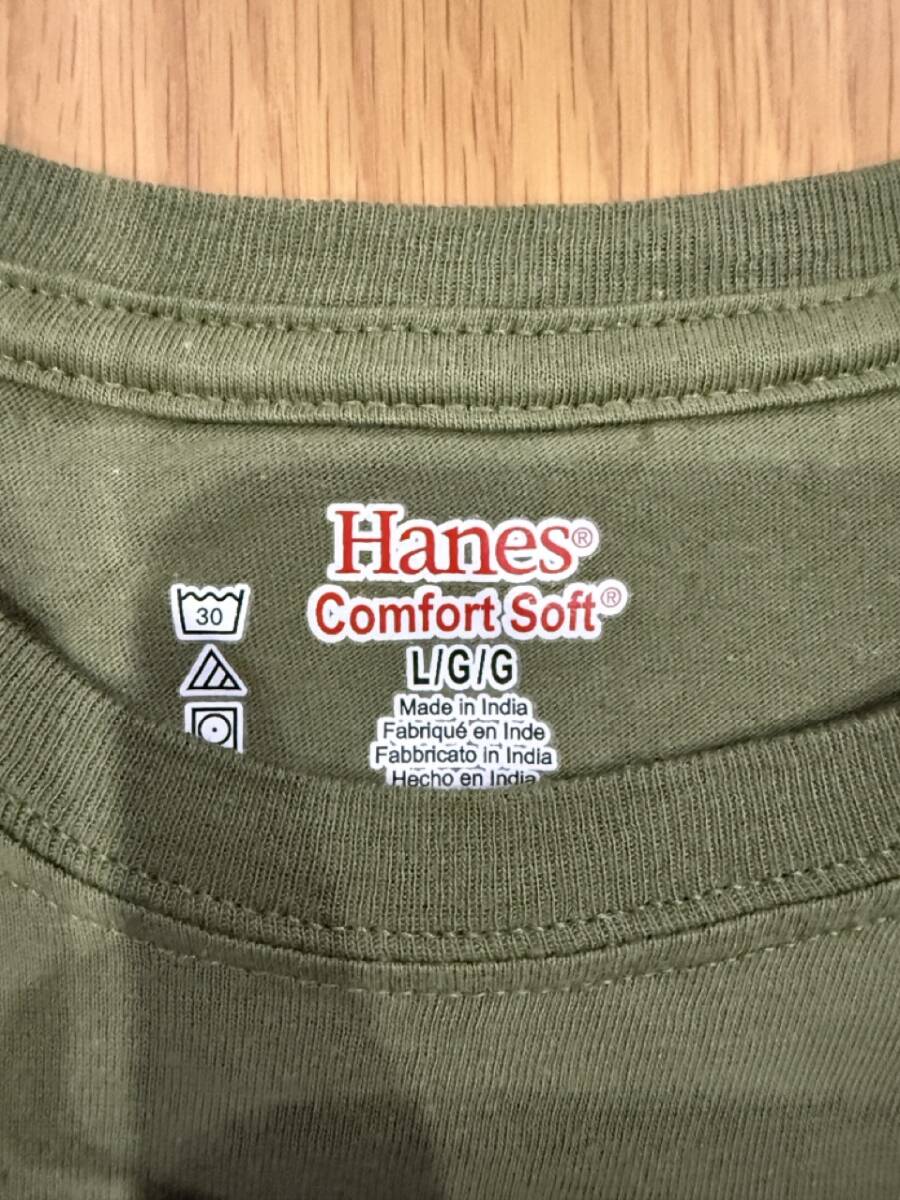 Hanes®
Comfort Soft®
30
L/G/G
Made in India
Fabriqué en Inde
Fabbricato in India
Hecho en India